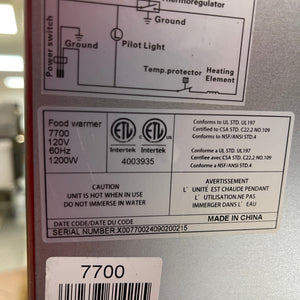 Thermoregulator
Ground
Power switch
Pilot Light
Temp.protector
Heating
Element
Ground
Food warmer
7700
120V
60Hz
1200W
ETL
ETL
Intertek
Intertek
4003935
Conforms to UL STD. UL197
Certified to CSA STD. C22.2 NO.109
Conforms to NSF/ANSI STD.4
Conforme a UL STD. UL197
Certifiee avec CSA STD. C22.2 NO.109
Conforme a NSF/ANSI STD.4
CAUTION
UNIT IS HOT WHEN IN USE
DO NOT IMMERSE IN WATER
AVERTISSEMENT
L' UNITÉ EST CHAUDE PENDANT
L' UTILISATION.NE PAS
IMMERGER DANS L' EAU
DATE CODE/DATE DU CODE
MADE IN CHINA
SERIAL NUMBER:X00770024090200215
7700